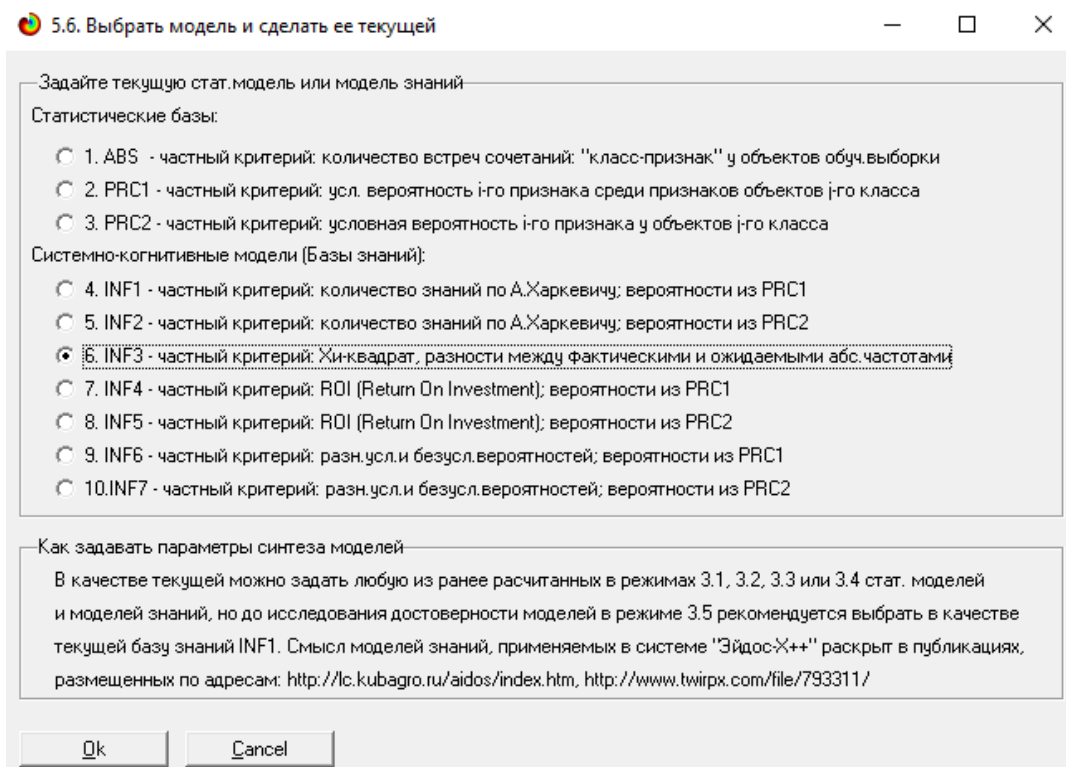 5.6. Выбрать модель и сделать ее текущей
Задайте текущую стат.модель или модель знаний
Статистические базы:
1. ABS - частный критерий: количество встреч сочетаний: "класс-признак" у объектов обуч.выборки
2. PRC1 - частный критерий: усл. вероятность i-го признака среди признаков объектов j-го класса
3. PRC2 - частный критерий: условная вероятность i-го признака у объектов j-го класса
Системно-когнитивные модели (Базы знаний):
4. INF1 - частный критерий: количество знаний по А.Харкевичу; вероятности из PRC1
5. INF2 - частный критерий: количество знаний по А.Харкевичу; вероятности из PRC2
6. INF3 - частный критерий: Хи-квадрат, разности между фактическими и ожидаемыми абс.частотами
7. INF4 - частный критерий: ROI (Return On Investment); вероятности из PRC1
8. INF5 - частный критерий: ROI (Return On Investment); вероятности из PRC2
9. INF6 - частный критерий: разн.усл.и безусл.вероятностей; вероятности из PRC1
10.INF7 - частный критерий: разн.усл.и безусл.вероятностей; вероятности из PRC2
Как задавать параметры синтеза моделей
В качестве текущей можно задать любую из ранее расчитанных в режимах 3.1, 3.2, 3.3 или 3.4 стат. моделей
и моделей знаний, но до исследования достоверности моделей в режиме 3.5 рекомендуется выбрать в качестве
текущей базу знаний INF1. Смысл моделей знаний, применяемых в системе "Эйдос-Х++" раскрыт в публикациях,
размещенных по адресам: http://lc.kubagro.ru/aidos/index.htm, http://www.twirpx.com/file/793311/
Ok Cancel